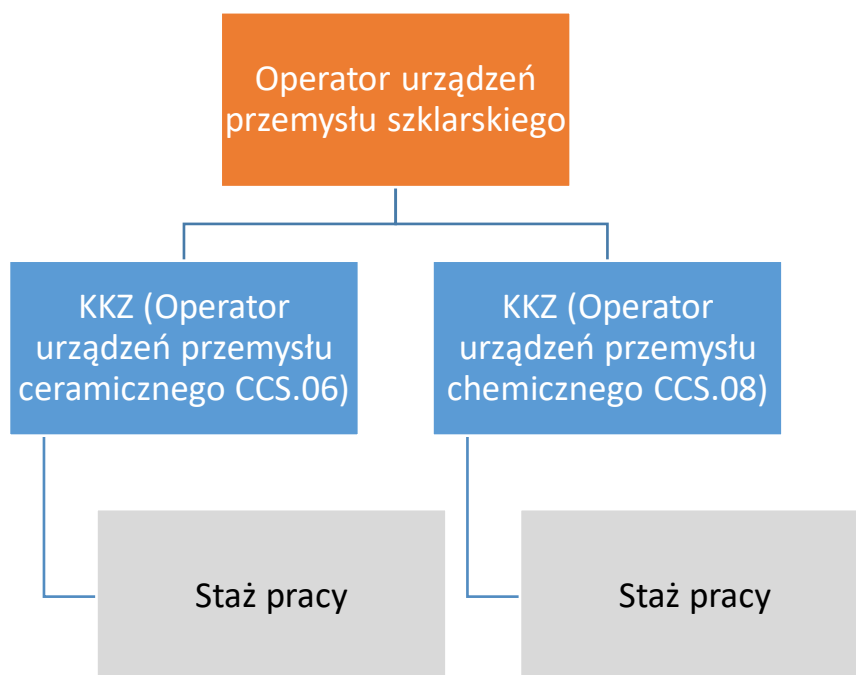 Operator urządzeń
przemysłu szklarskiego
KKZ (Operator
urządzeń przemysłu
ceramicznego CCS.06)
KKZ (Operator
urządzeń przemysłu
chemicznego CCS.08)
Staż pracy
Staż pracy